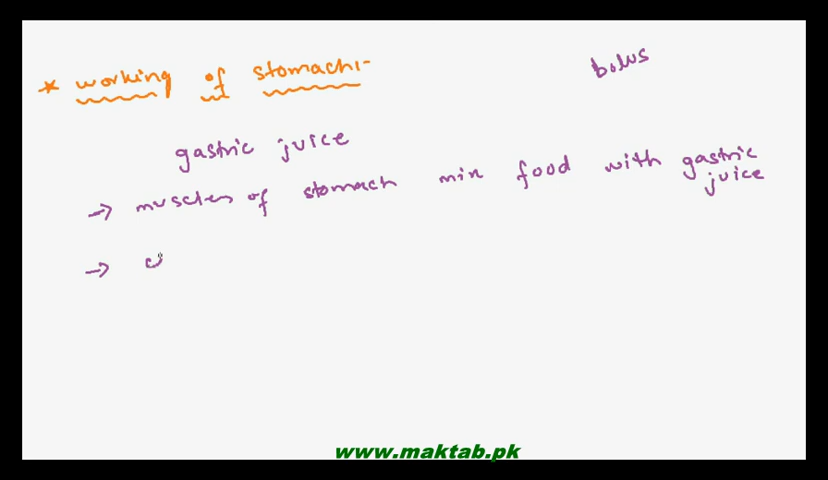 * working of stomach:-
bolus
gastric juice
→ muscles of stomach mix food with gastric juice
→
www.maktab.pk